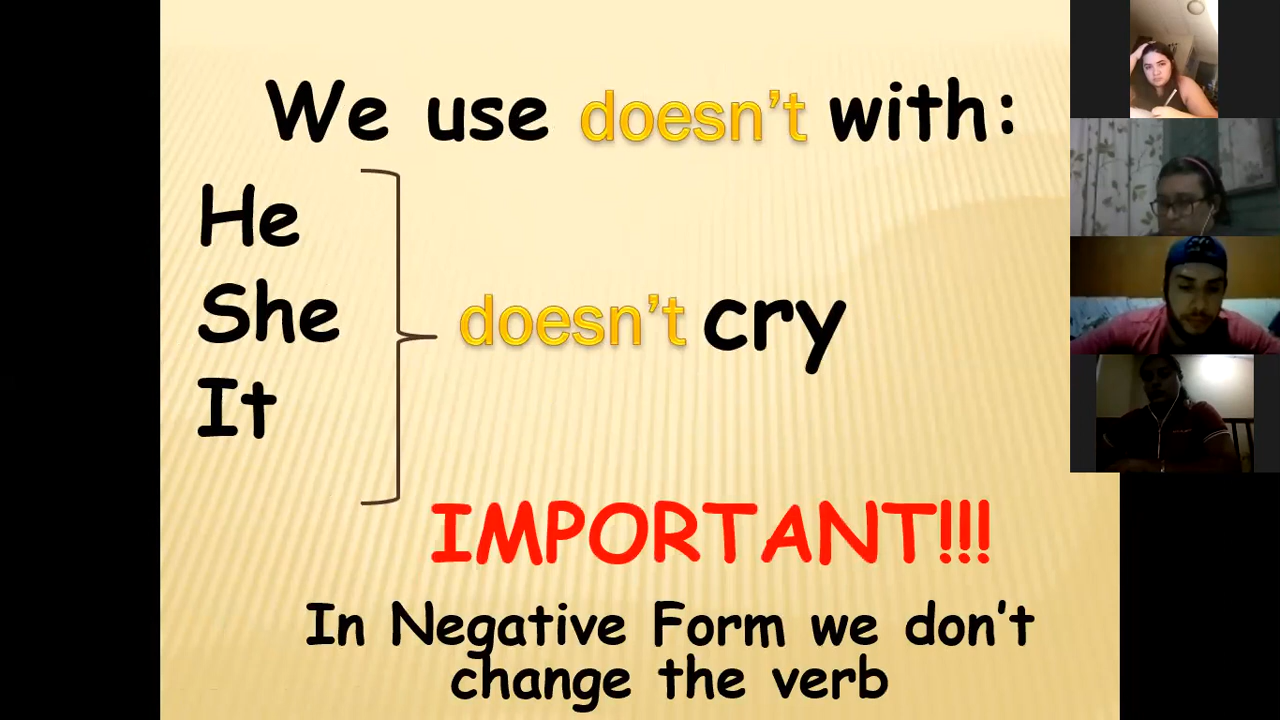 We use doesn't with:
He
She
It
doesn't cry
IMPORTANT!!!
In Negative Form we don't
change the verb